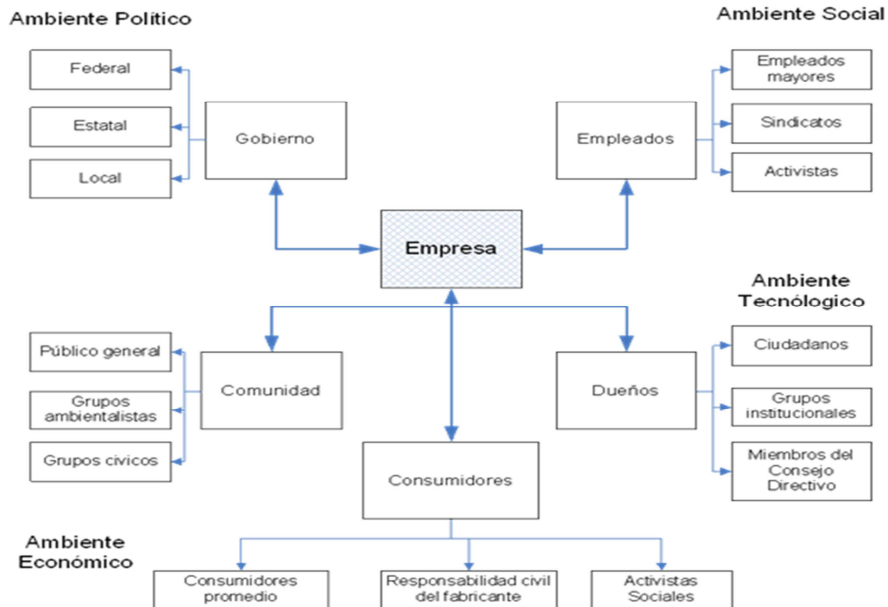 Ambiente Político
Ambiente Social
Federal
Estatal
Local
Gobierno
Empleados
Empleados
mayores
Sindicatos
Activistas
Empresa
Ambiente
Tecnólogico
Público general
Grupos
ambientalistas
Grupos cívicos
Comunidad
Dueños
Ciudadanos
Grupos
institucionales
Miembros del
Consejo
Directivo
Consumidores
Ambiente
Económico
Consumidores
promedio
Responsabilidad civil
del fabricante
Activistas
Sociales